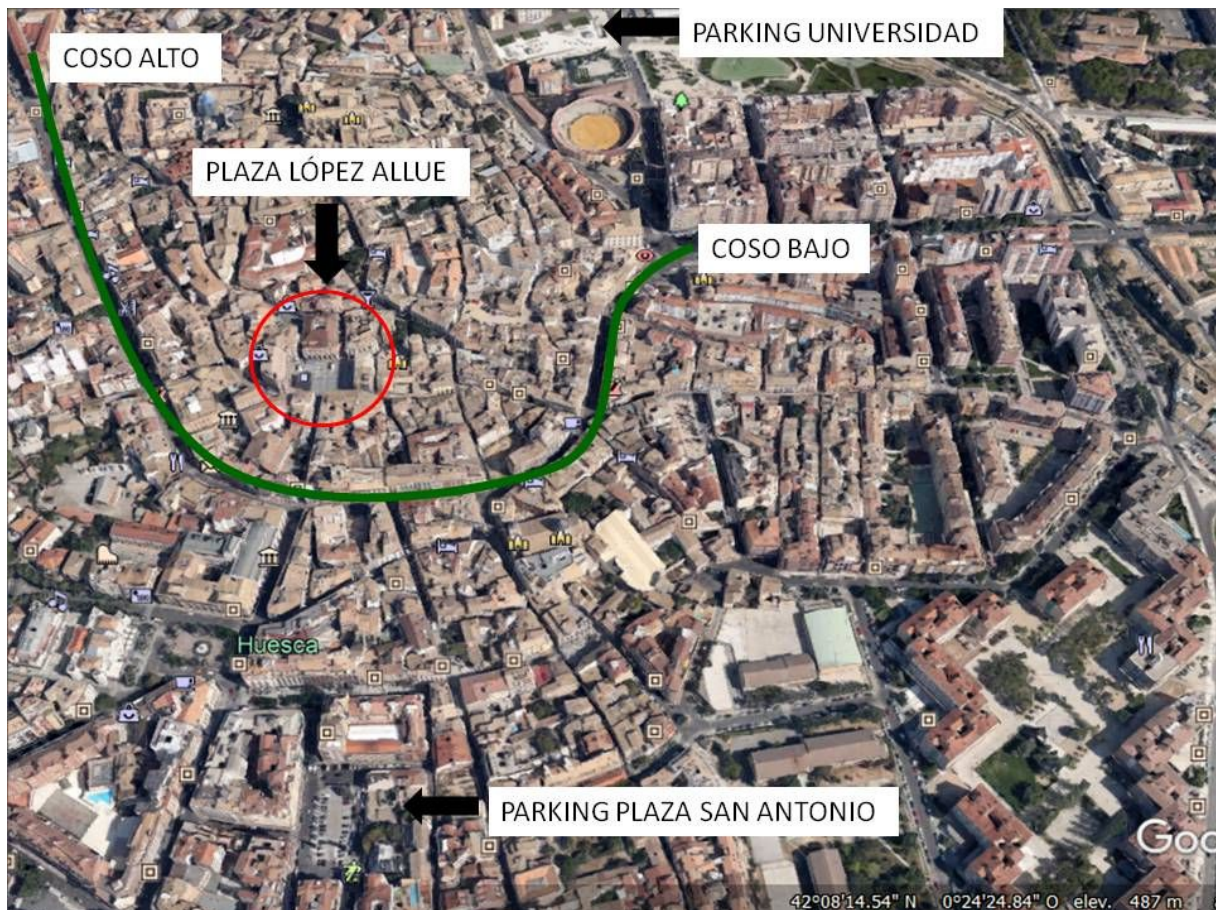 PARKING UNIVERSIDAD
COSO ALTO
PLAZA LÓPEZ ALLUE
COSO BAJO
Huesca
PARKING PLAZA SAN ANTONIO
Goo
42°08'14.54" N 0°24'24.84" O elev. 487 m